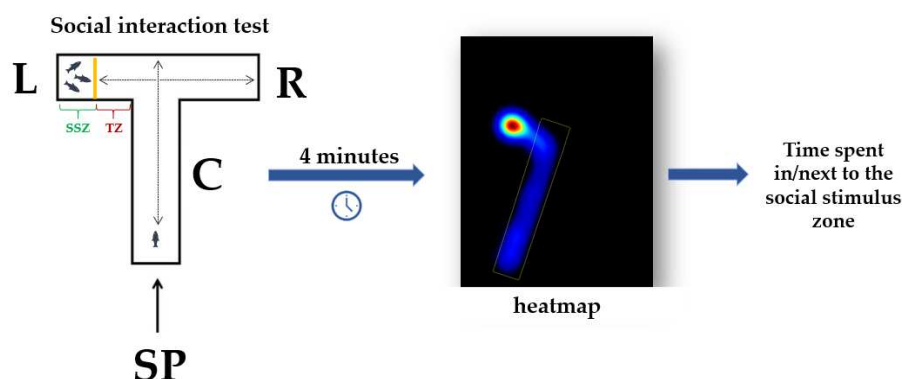 Social interaction test
L
R
SSZ
TZ
C
SP
4 minutes
heatmap
Time spent
in/next to the
social stimulus
zone